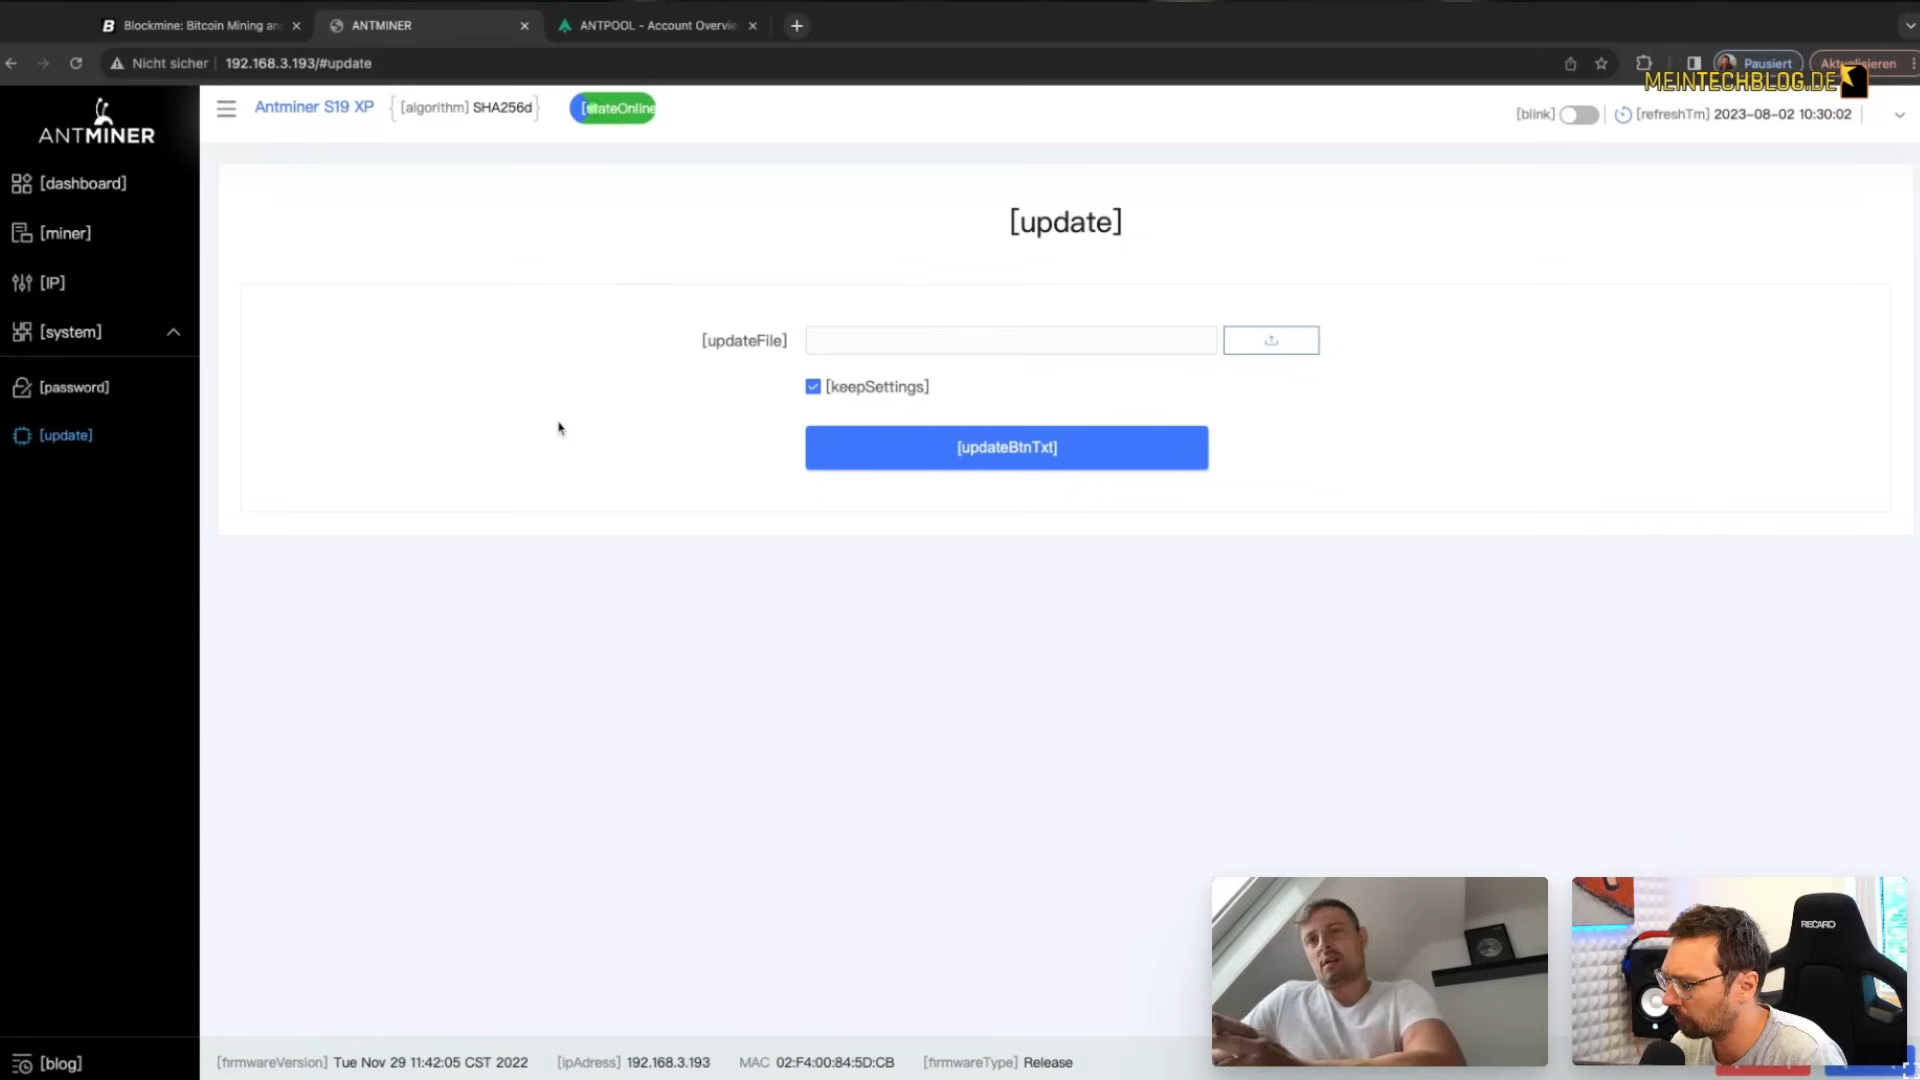 Blockmine: Bitcoin Mining an
ANTMINER
ANTPOOL - Account Overvie
Nicht sicher
192.168.3.193/#update
Pausiert
Aktualisieren
MEINTECHBLOG.DE
ANTMINER
Antminer S19 XP
[algorithm] SHA256d
[stateOnline
[blink]
[refreshTm] 2023-08-02 10:30:02
[dashboard]
[miner]
[IP]
[system]
[password]
[update]
[update]
[updateFile]
[keepSettings]
[updateBtnTxt]
RECARO
[blog]
[firmwareVersion] Tue Nov 29 11:42:05 CST 2022
[ipAdress] 192.168.3.193
MAC 02:F4:00:84:5D:CB
[firmwareType] Release